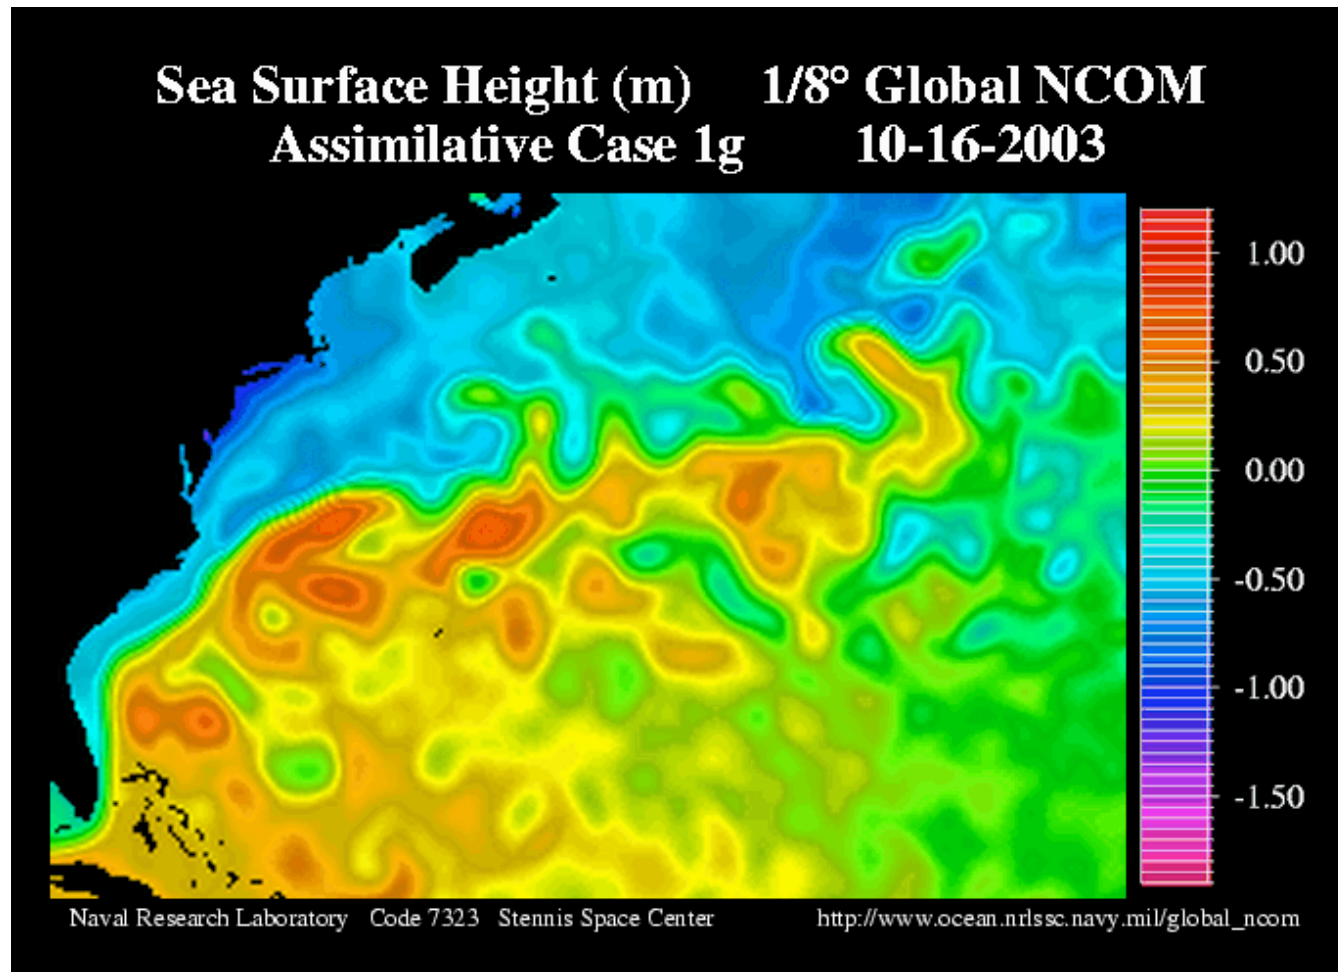 Sea Surface Height (m) 1/8° Global NCOM
Assimilative Case 1g 10-16-2003
1.00
0.50
0.00
-0.50
-1.00
-1.50
Naval Research Laboratory Code 7323 Stennis Space Center http://www.ocean.nrlssc.navy.mil/global_ncom